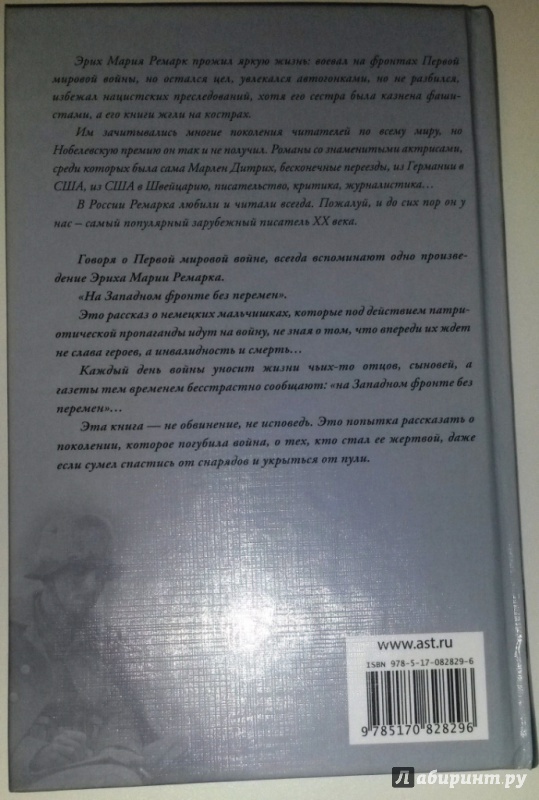 Эрих Мария Ремарк прожил яркую жизнь: воевал на фронтах Первой
мировой войны, но остался цел, увлекался автогонками, но не разбился,
избежал нацистских преследований, хотя его сестра была казнена фаши-
стами, а его книги жгли на кострах.
Им зачитывались многие поколения читателей по всему миру, но
Нобелевскую премию он так и не получил. Романы со знаменитыми актрисами,
среди которых была сама Марлен Дитрих, бесконечные переезды, из Германии в
США, из США в Швейцарию, писательство, критика, журналистика...
В России Ремарка любили и читали всегда. Пожалуй, и до сих пор он у
нас – самый популярный зарубежный писатель XX века.
Говоря о Первой мировой войне, всегда вспоминают одно произве-
дение Эриха Марии Ремарка.
«На Западном фронте без перемен».
Это рассказ о немецких мальчишках, которые под действием патри-
отической пропаганды идут на войну, не зная о том, что впереди их ждет
не слава героев, а инвалидность и смерть...
Каждый день войны уносит жизни чьих-то отцов, сыновей, а
газеты тем временем бесстрастно сообщают: «на Западном фронте без
перемен»...
Эта книга — не обвинение, не исповедь. Это попытка рассказать о
поколении, которое погубила война, о тех, кто стал ее жертвой, даже
если сумел спастись от снарядов и укрыться от пули.
www.ast.ru
ISBN 978-5-17-082829-6
9 785170 828296
Лабиринт.ру